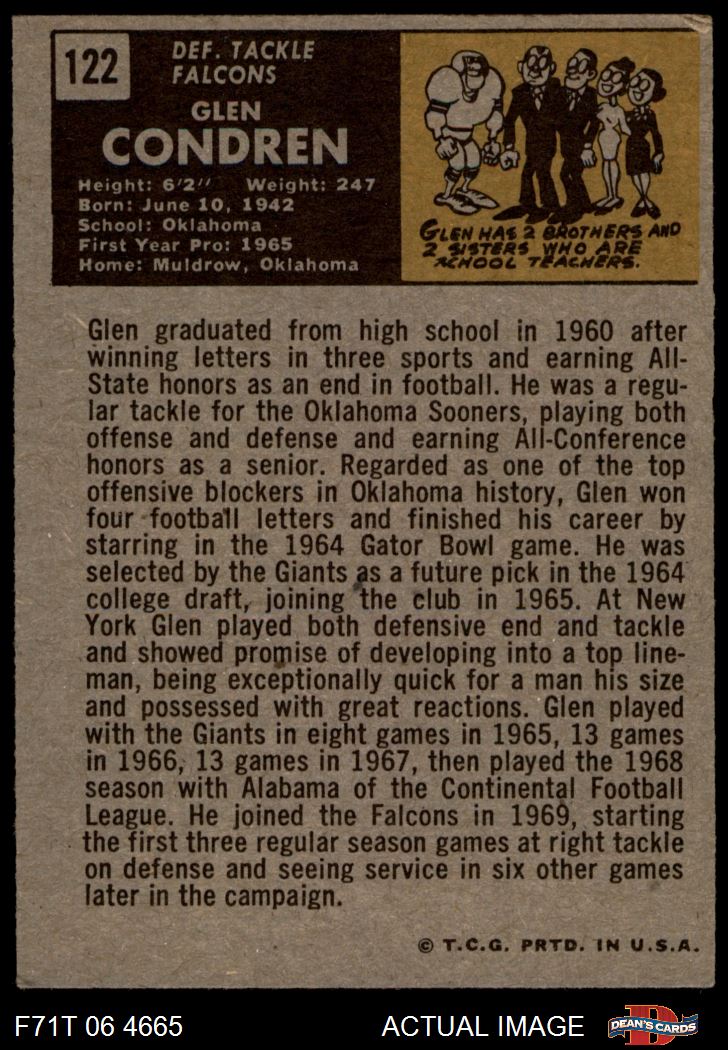 122
DEF. TACKLE
FALCONS
GLEN
CONDREN
Height: 6'2" Weight: 247
Born: June 10, 1942
School: Oklahoma
First Year Pro: 1965
Home: Muldrow, Oklahoma
GLEN HAS 2 BROTHERS AND
2 SISTERS WHO ARE
SCHOOL TEACHERS.
Glen graduated from high school in 1960 after
winning letters in three sports and earning All-
State honors as an end in football. He was a regu-
lar tackle for the Oklahoma Sooners, playing both
offense and defense and earning All-Conference
honors as a senior. Regarded as one of the top
offensive blockers in Oklahoma history, Glen won
four football letters and finished his career by
starring in the 1964 Gator Bowl game. He was
selected by the Giants as a future pick in the 1964
college draft, joining the club in 1965. At New
York Glen played both defensive end and tackle
and showed promise of developing into a top line-
man, being exceptionally quick for a man his size
and possessed with great reactions. Glen played
with the Giants in eight games in 1965, 13 games
in 1966, 13 games in 1967, then played the 1968
season with Alabama of the Continental Football
League. He joined the Falcons in 1969, starting
the first three regular season games at right tackle
on defense and seeing service in six other games
later in the campaign.
© T.C.G. PRTD. IN U.S.A.
F71T 06 4665 ACTUAL IMAGE
D
DEAN'S CARDS